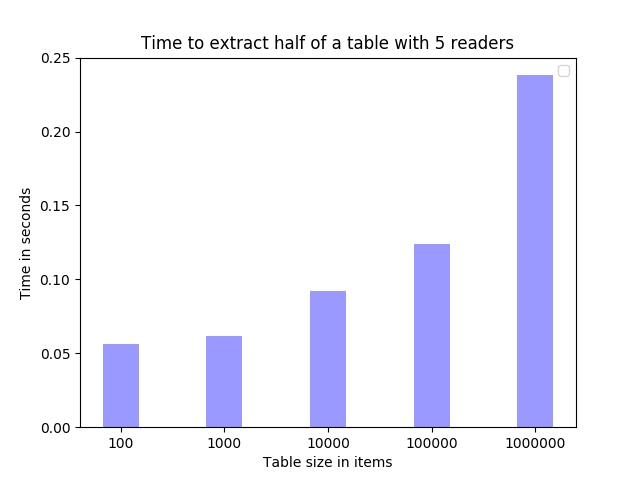 Time to extract half of a table with 5 readers
0.25
0.20
0.15
0.10
0.05
0.00
Time in seconds
100 1000 10000 100000 1000000
Table size in items